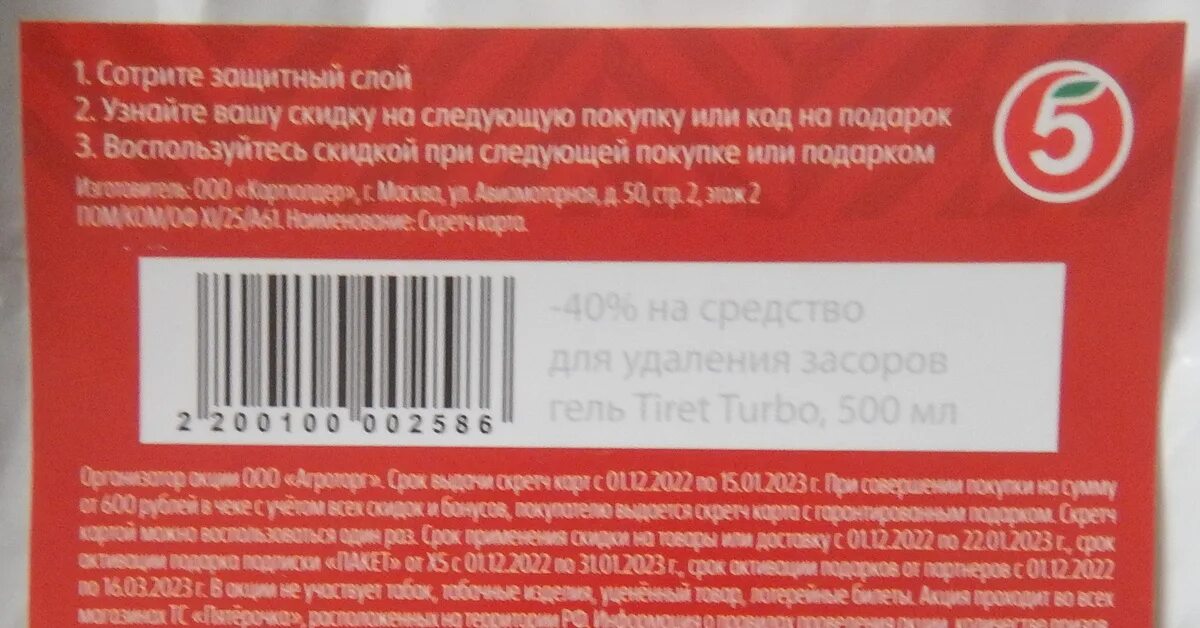 1. Сотрите защитный слой
2. Узнайте вашу скидку на следующую покупку или код на подарок
3. Воспользуйтесь скидкой при следующей покупке или подарком
5
Изготовитель: ООО «Картхолдер», г. Москва, ул. Авиамоторная, д. 50, стр. 2, этаж 2
ПОМ/КОМ/ОФ XI/25/А61. Наименование: Скретч карта.
-40% на средство
для удаления засоров
гель Tiret Turbo, 500 мл
2 200100 002586
Организатор акции ООО «Агроторг». Срок выдачи скретч карт с 01.12.2022 по 15.01.2023 г. При совершении покупки на сумму
от 600 рублей в чеке с учётом всех скидок и бонусов, покупателю выдается скретч карта с гарантированным подарком. Скретч
картой можно воспользоваться один раз. Срок применения скидки на товары или доставку с 01.12.2022 по 22.01.2023 г., срок
активации подарка подписки «ПАКЕТ» от X5 с 01.12.2022 по 31.01.2023 г., срок активации подарков от партнеров с 01.12.2022
по 16.03.2023 г. В акции не участвует табак, табачные изделия, уценённый товар, лотерейные билеты. Акция проходит во всех
магазинах ТС «Пятёрочка», расположенных на территории РФ. Информация о правилах проведения акции, количестве призов,